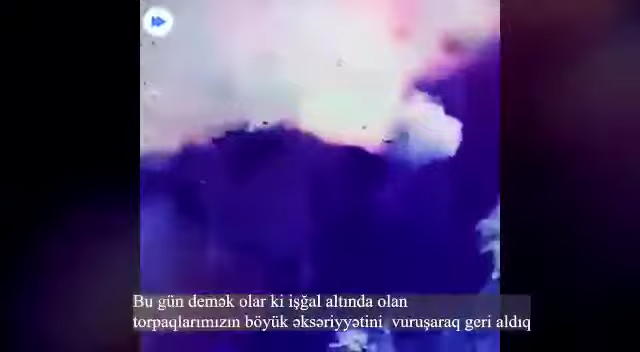 Bu gün demək olar ki işğal altında olan
torpaqlarımızın böyük əksəriyyətini vuruşaraq geri aldıq